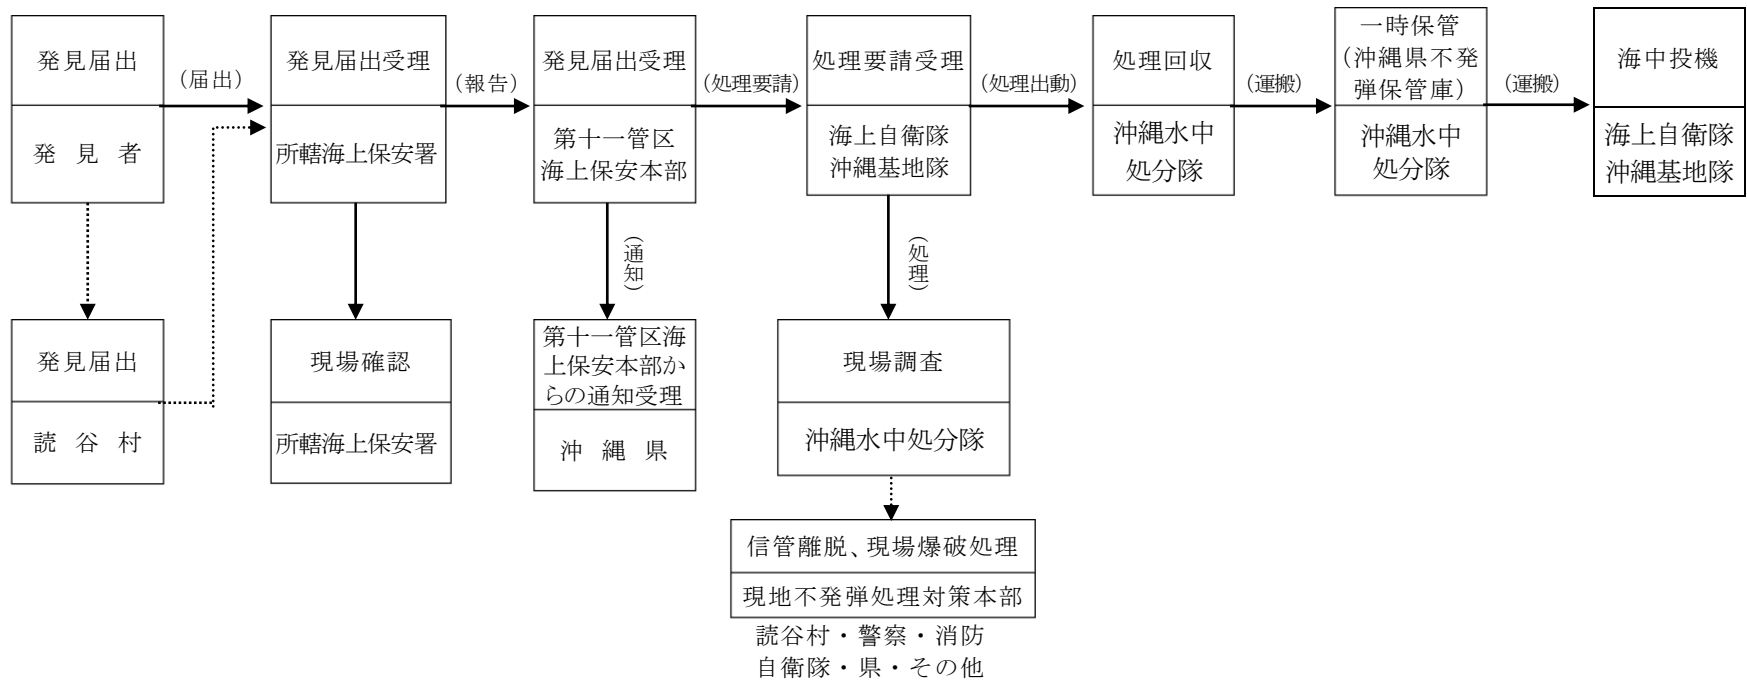 発見届出
発見者
(届出)
発見届出受理
所轄海上保安署
(報告)
発見届出受理
第十一管区
海上保安本部
(処理要請)
処理要請受理
海上自衛隊
沖縄基地隊
(処理出動)
処理回収
沖縄水中
処分隊
(運搬)
一時保管
(沖縄県不発
弾保管庫)
沖縄水中
処分隊
(運搬)
海中投機
海上自衛隊
沖縄基地隊
(通知)
(処理)
発見届出
読谷村
現場確認
所轄海上保安署
第十一管区海
上保安本部か
らの通知受理
沖縄県
現場調査
沖縄水中処分隊
信管離脱、現場爆破処理
現地不発弾処理対策本部
読谷村・警察・消防
自衛隊・県・その他